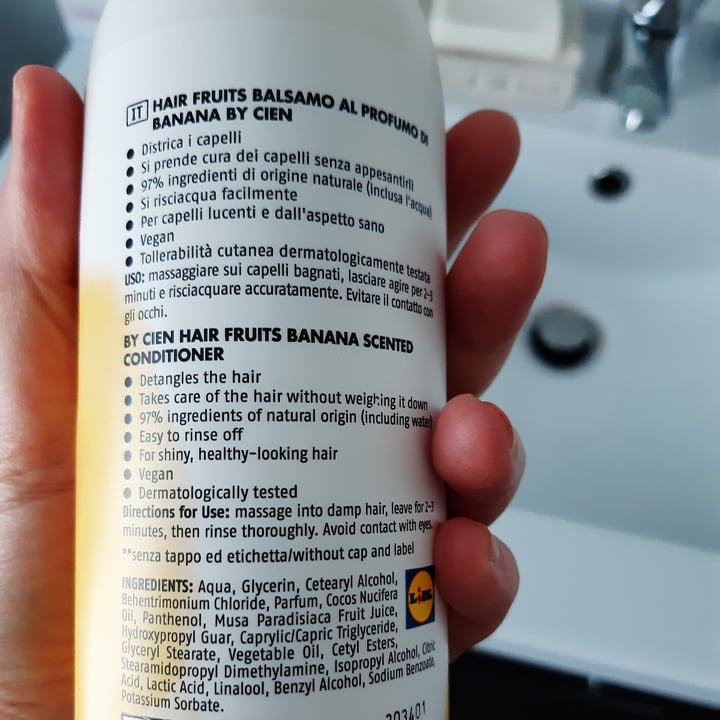 IT HAIR FRUITS BALSAMO AL PROFUMO DI
BANANA BY CIEN
● Districa i capelli
● Si prende cura dei capelli senza appesantirli
● 97% ingredienti di origine naturale (inclusa l'acqua)
● Si risciacqua facilmente
● Per capelli lucenti e dall'aspetto sano
● Vegan
● Tollerabilità cutanea dermatologicamente testata
USO: massaggiare sui capelli bagnati, lasciare agire per 2-3
minuti e risciacquare accuratamente. Evitare il contatto con
gli occhi.
BY CIEN HAIR FRUITS BANANA SCENTED
CONDITIONER
● Detangles the hair
● Takes care of the hair without weighing it down
● 97% ingredients of natural origin (including water)
● Easy to rinse off
● For shiny, healthy-looking hair
● Vegan
● Dermatologically tested
Directions for Use: massage into damp hair, leave for 2-3
minutes, then rinse thoroughly. Avoid contact with eyes.
**senza tappo ed etichetta/without cap and label
INGREDIENTS: Aqua, Glycerin, Cetearyl Alcohol,
Behentrimonium Chloride, Parfum, Cocos Nucifera
Oil, Panthenol, Musa Paradisiaca Fruit Juice,
Hydroxypropyl Guar, Caprylic/Capric Triglyceride,
Glyceryl Stearate, Vegetable Oil, Cetyl Esters,
Stearamidopropyl Dimethylamine, Isopropyl Alcohol, Citric
Acid, Lactic Acid, Linalool, Benzyl Alcohol, Sodium Benzoate,
Potassium Sorbate.
LIDL